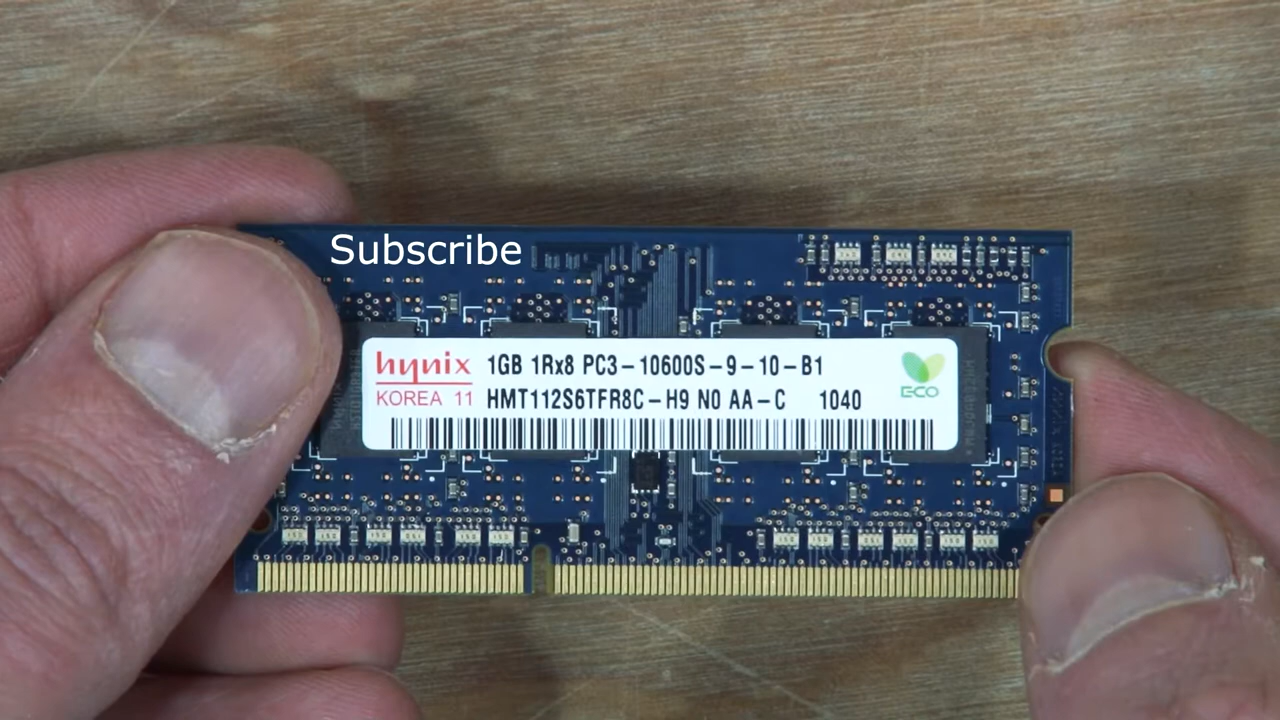 Subscribe
hynix 1GB 1Rx8 PC3-10600S-9-10-B1
KOREA 11 HMT112S6TFR8C-H9 N0 AA-C 1040
ECO